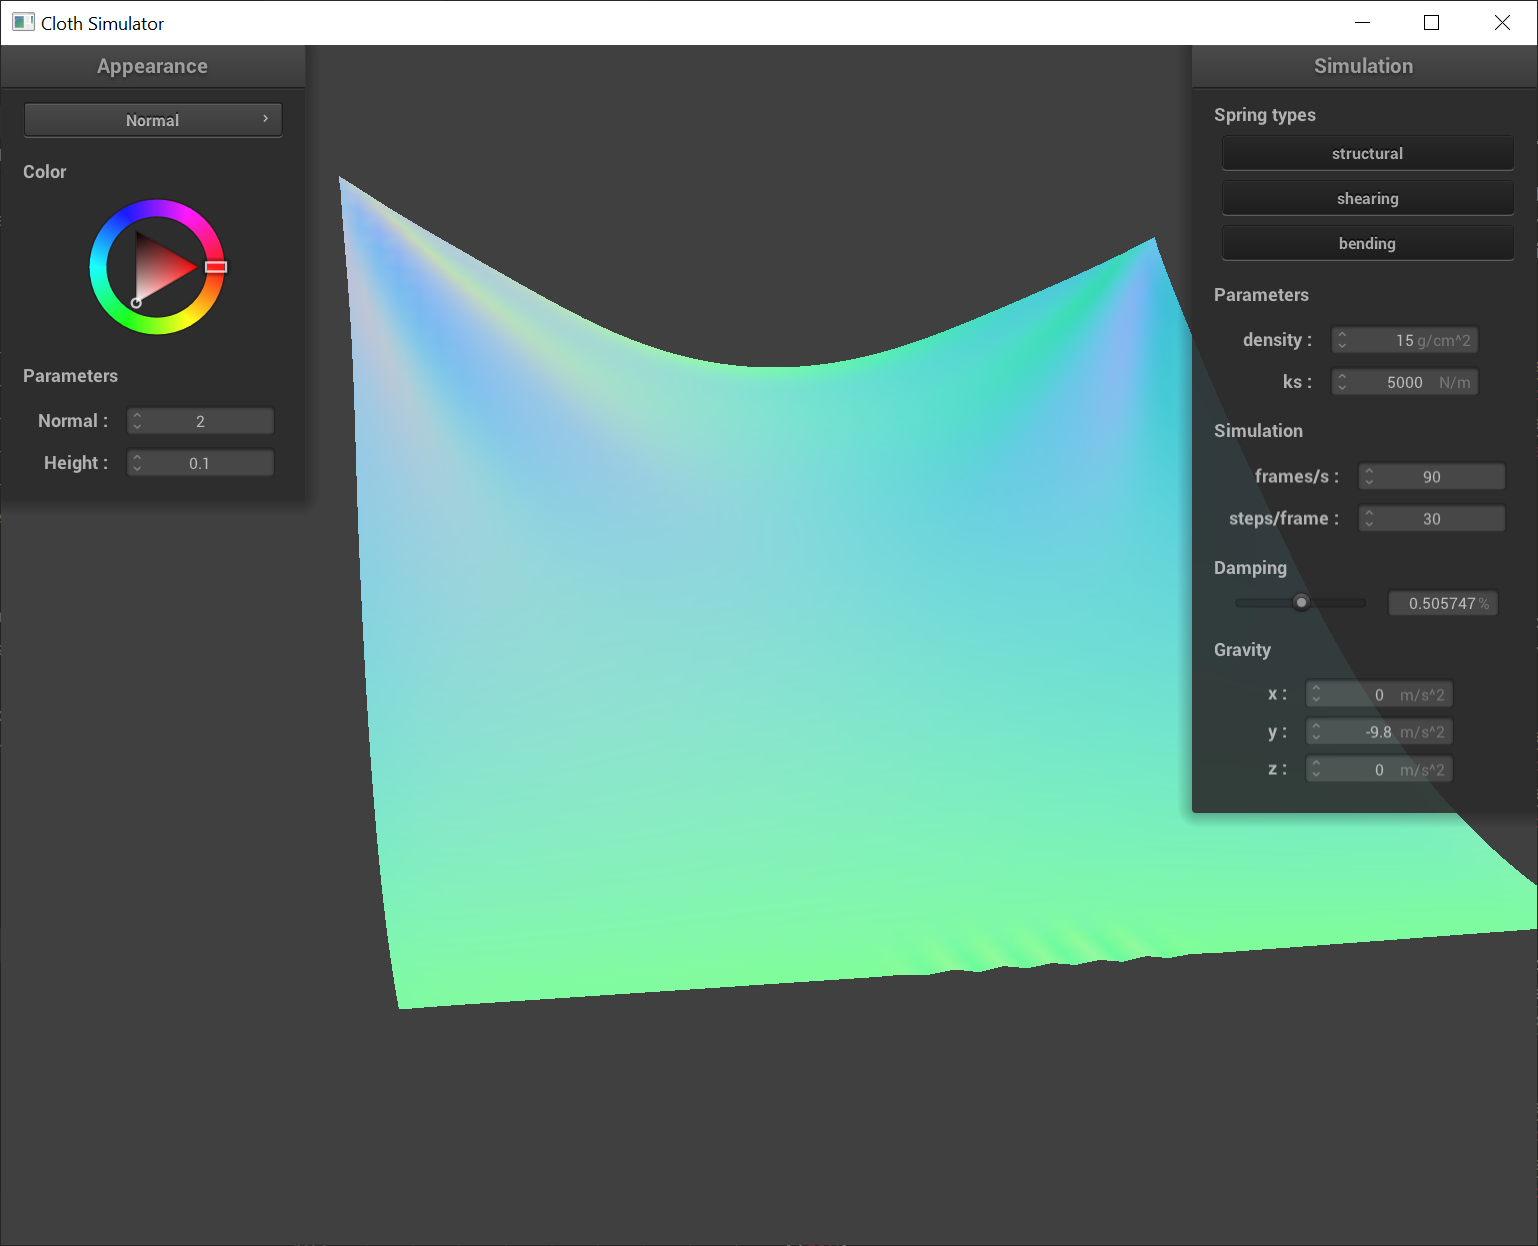 Cloth Simulator
Appearance
Normal
Color
Parameters
Normal : 2
Height : 0.1
Simulation
Spring types
structural
shearing
bending
Parameters
density : 15 g/cm^2
ks : 5000 N/m
Simulation
frames/s : 90
steps/frame : 30
Damping
0.505747 %
Gravity
x : 0 m/s^2
y : -9.8 m/s^2
z : 0 m/s^2